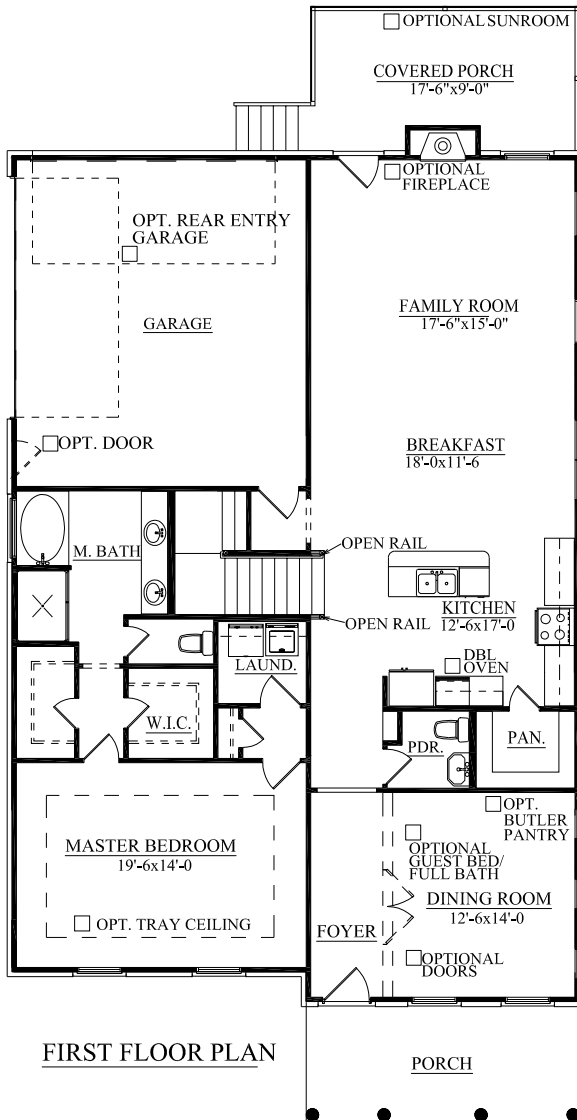 OPTIONAL SUNROOM
COVERED PORCH
17'-6"x9'-0"
OPTIONAL
FIREPLACE
OPT. REAR ENTRY
GARAGE
GARAGE
FAMILY ROOM
17'-6"x15'-0"
OPT. DOOR
BREAKFAST
18'-0x11'-6
M. BATH
OPEN RAIL
KITCHEN
12'-6x17'-0
OPEN RAIL
LAUND.
DBL
OVEN
W.I.C.
PDR.
PAN.
MASTER BEDROOM
19'-6x14'-0
OPT.
BUTLER
PANTRY
OPTIONAL
GUEST BED/
FULL BATH
DINING ROOM
12'-6x14'-0
OPT. TRAY CEILING
FOYER
OPTIONAL
DOORS
FIRST FLOOR PLAN
PORCH